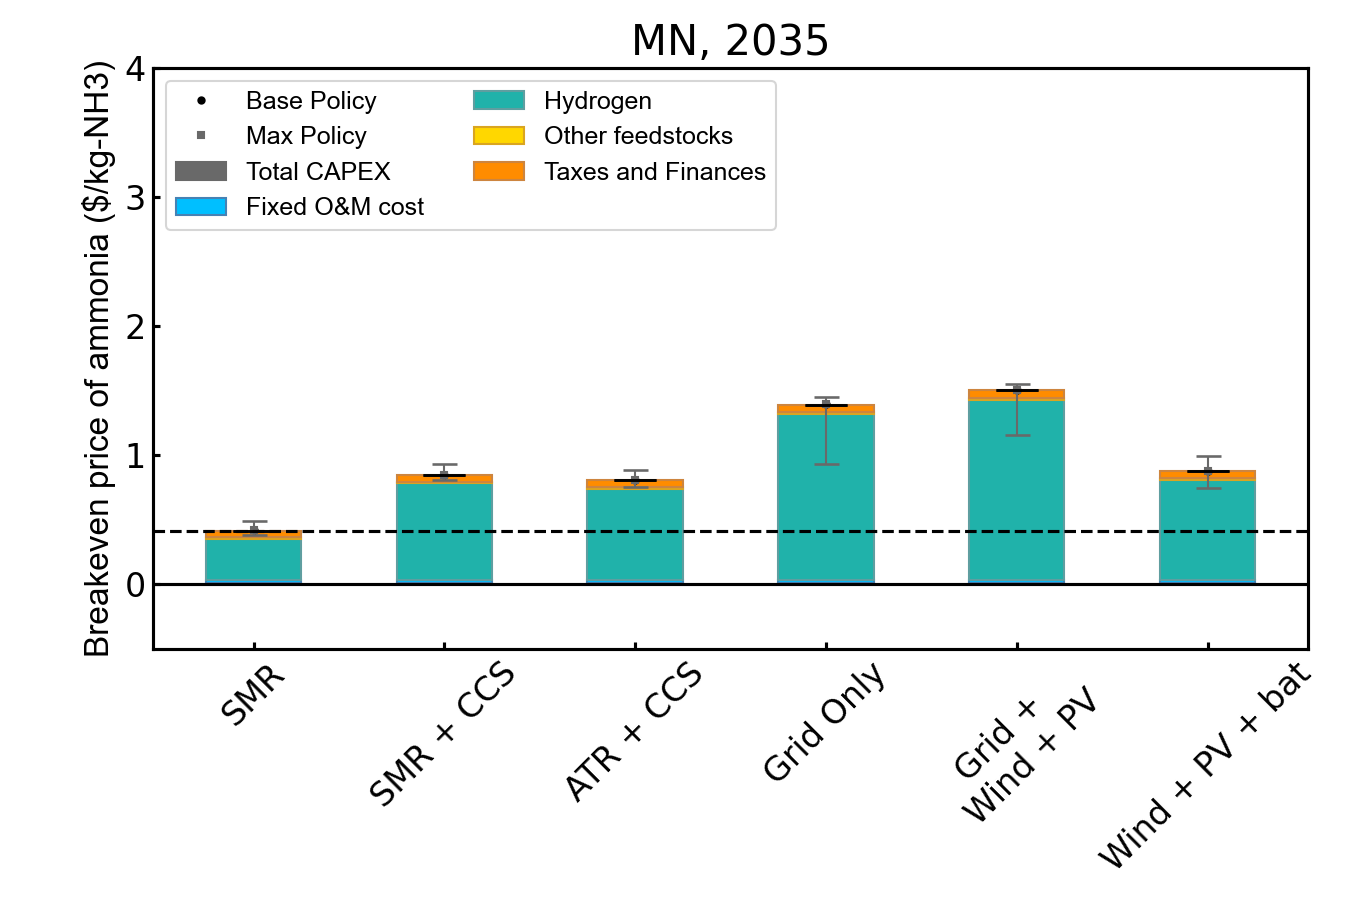 MN, 2035
Breakeven price of ammonia ($/kg-NH3)
4
3
2
1
0
Base Policy
Max Policy
Total CAPEX
Fixed O&M cost
Hydrogen
Other feedstocks
Taxes and Finances
SMR
SMR + CCS
ATR + CCS
Grid Only
Grid +
Wind + PV
Wind + PV + bat